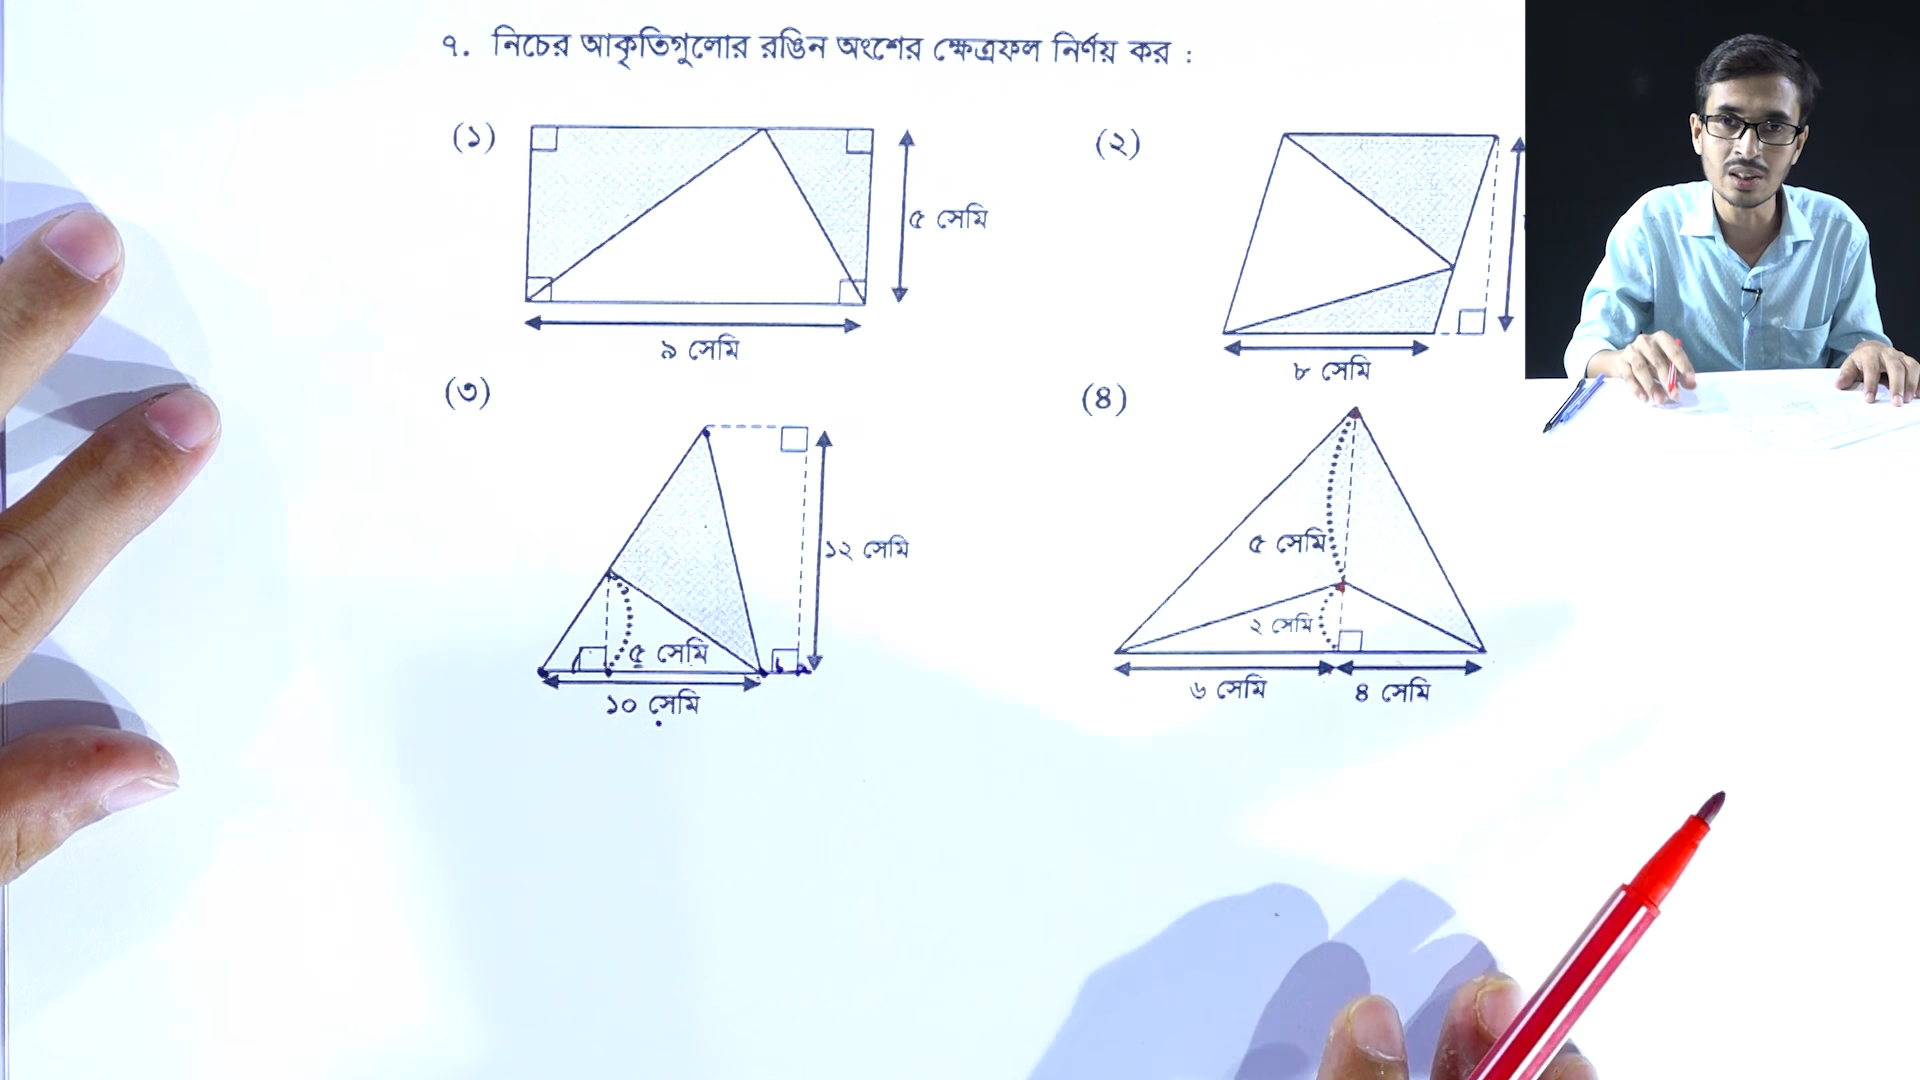 ৭. নিচের আকৃতিগুলোর রঙিন অংশের ক্ষেত্রফল নির্ণয় কর :
(১)
৫ সেমি
৯ সেমি
(২)
৮ সেমি
(৩)
১২ সেমি
৫ সেমি
১০ সেমি
(৪)
৫ সেমি
২ সেমি
৬ সেমি
৪ সেমি